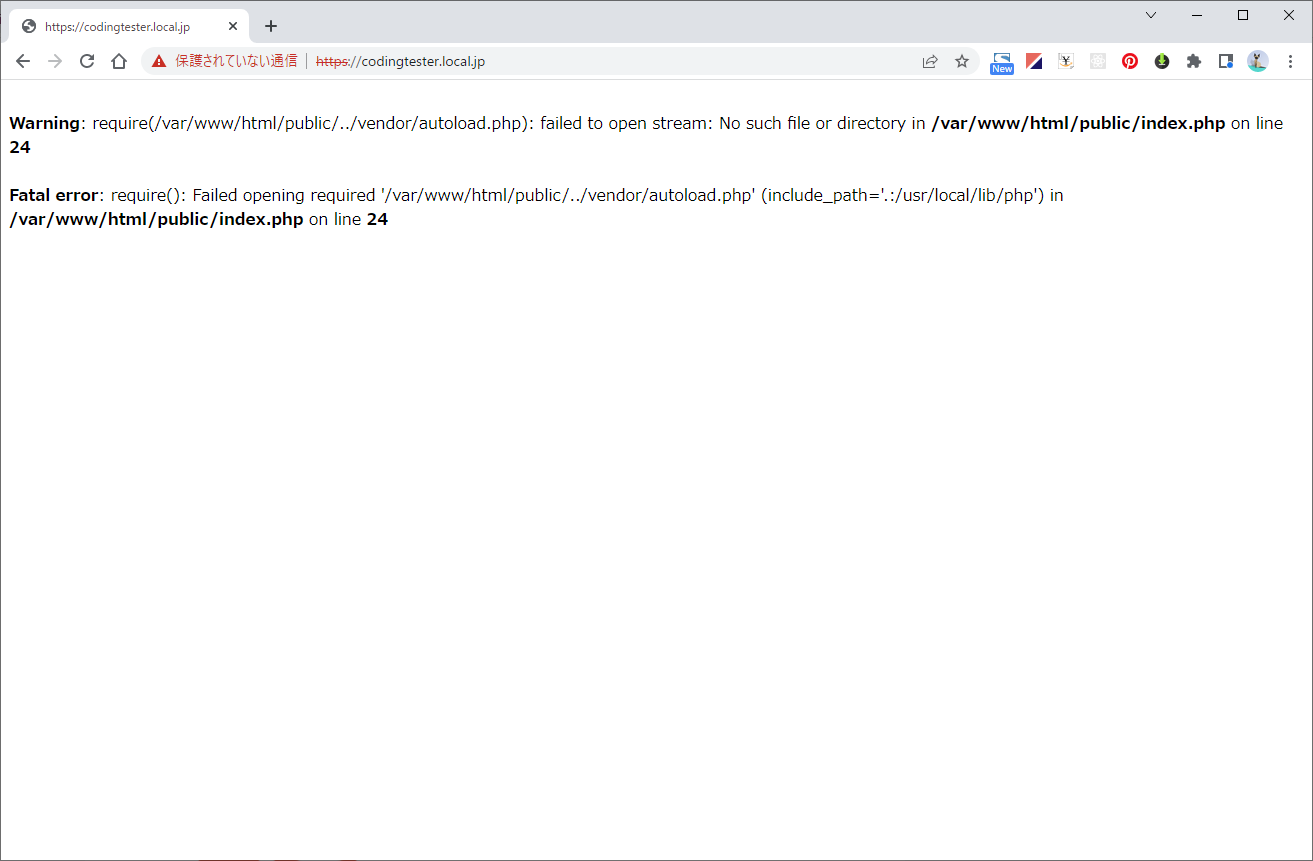 https://codingtester.local.jp
保護されていない通信 https://codingtester.local.jp
New
Warning: require(/var/www/html/public/../vendor/autoload.php): failed to open stream: No such file or directory in /var/www/html/public/index.php on line
24
Fatal error: require(): Failed opening required '/var/www/html/public/../vendor/autoload.php' (include_path='.:/usr/local/lib/php') in
/var/www/html/public/index.php on line 24